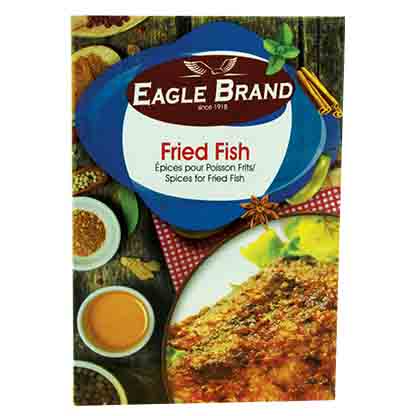 EAGLE BRAND
since 1918
Fried Fish
Épices pour Poisson Frits/
Spices for Fried Fish